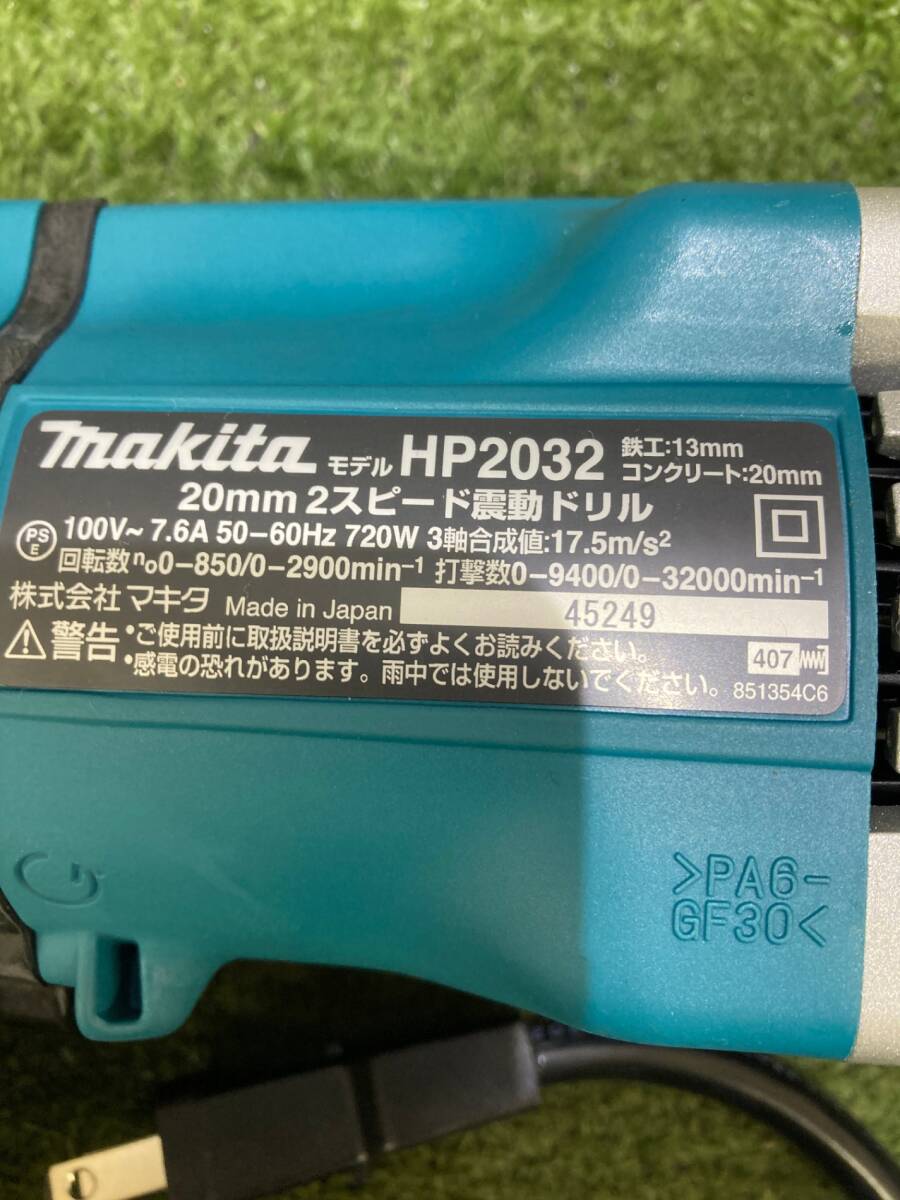 makita モデル HP2032 鉄工:13mm
コンクリート:20mm
20mm 2スピード震動ドリル
PS
E
100V~ 7.6A 50-60Hz 720W 3軸合成値:17.5m/s²
回転数n₀0-850/0-2900min⁻¹ 打撃数0-9400/0-32000min⁻¹
株式会社 マキタ Made in Japan 45249
警告 •ご使用前に取扱説明書を必ずよくお読みください。
•感電の恐れがあります。雨中では使用しないでください。
407
851354C6
>PA6-
GF30<